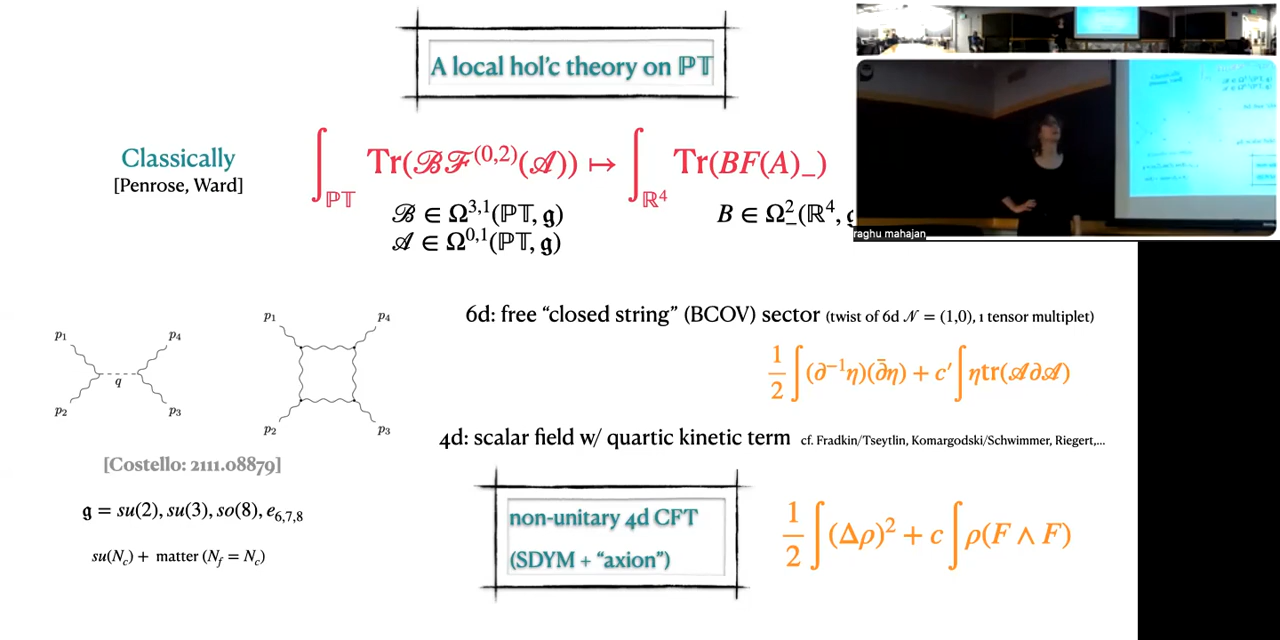 A local hol'c theory on ℙ𝕋
Classically
[Penrose, Ward]
∫_ℙ𝕋 Tr(ℬℱ^(0,2)(𝒜)) ↦ ∫_ℝ⁴ Tr(BF(A)_)
ℬ ∈ Ω^3,1(ℙ𝕋, 𝔤)
𝒜 ∈ Ω^0,1(ℙ𝕋, 𝔤)
B ∈ Ω²_(ℝ⁴,
raghu mahajan
6d: free "closed string" (BCOV) sector (twist of 6d 𝒩 = (1,0), 1 tensor multiplet)
1/2 ∫(∂⁻¹η)(∂̄η) + c′∫ηtr(𝒜∂𝒜)
p₁ p₄ q p₂ p₃
p₁ p₄ p₂ p₃
4d: scalar field w/ quartic kinetic term cf. Fradkin/Tseytlin, Komargodski/Schwimmer, Riegert,...
[Costello: 2111.08879]
𝔤 = su(2), su(3), so(8), e₆,₇,₈
su(N_c) + matter (N_f = N_c)
non-unitary 4d CFT
(SDYM + "axion")
1/2 ∫(Δρ)² + c∫ρ(F ∧ F)